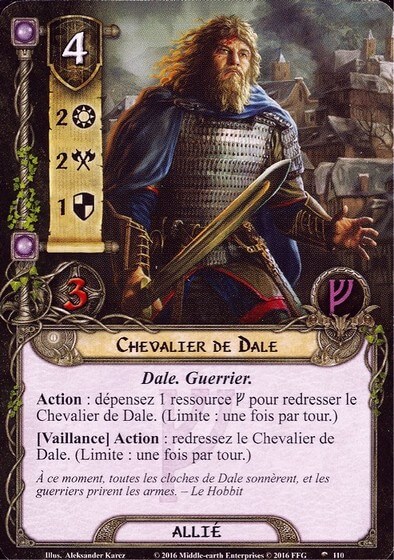 4
2
2
1
3
CHEVALIER DE DALE
Dale. Guerrier.
Action : dépensez 1 ressource pour redresser le
Chevalier de Dale. (Limite : une fois par tour.)
[Vaillance] Action : redressez le Chevalier de
Dale. (Limite : une fois par tour.)
À ce moment, toutes les cloches de Dale sonnèrent, et les
guerriers prirent les armes. – Le Hobbit
ALLIÉ
Illus. Aleksander Karcz
© 2016 Middle-earth Enterprises © 2016 FFG
110